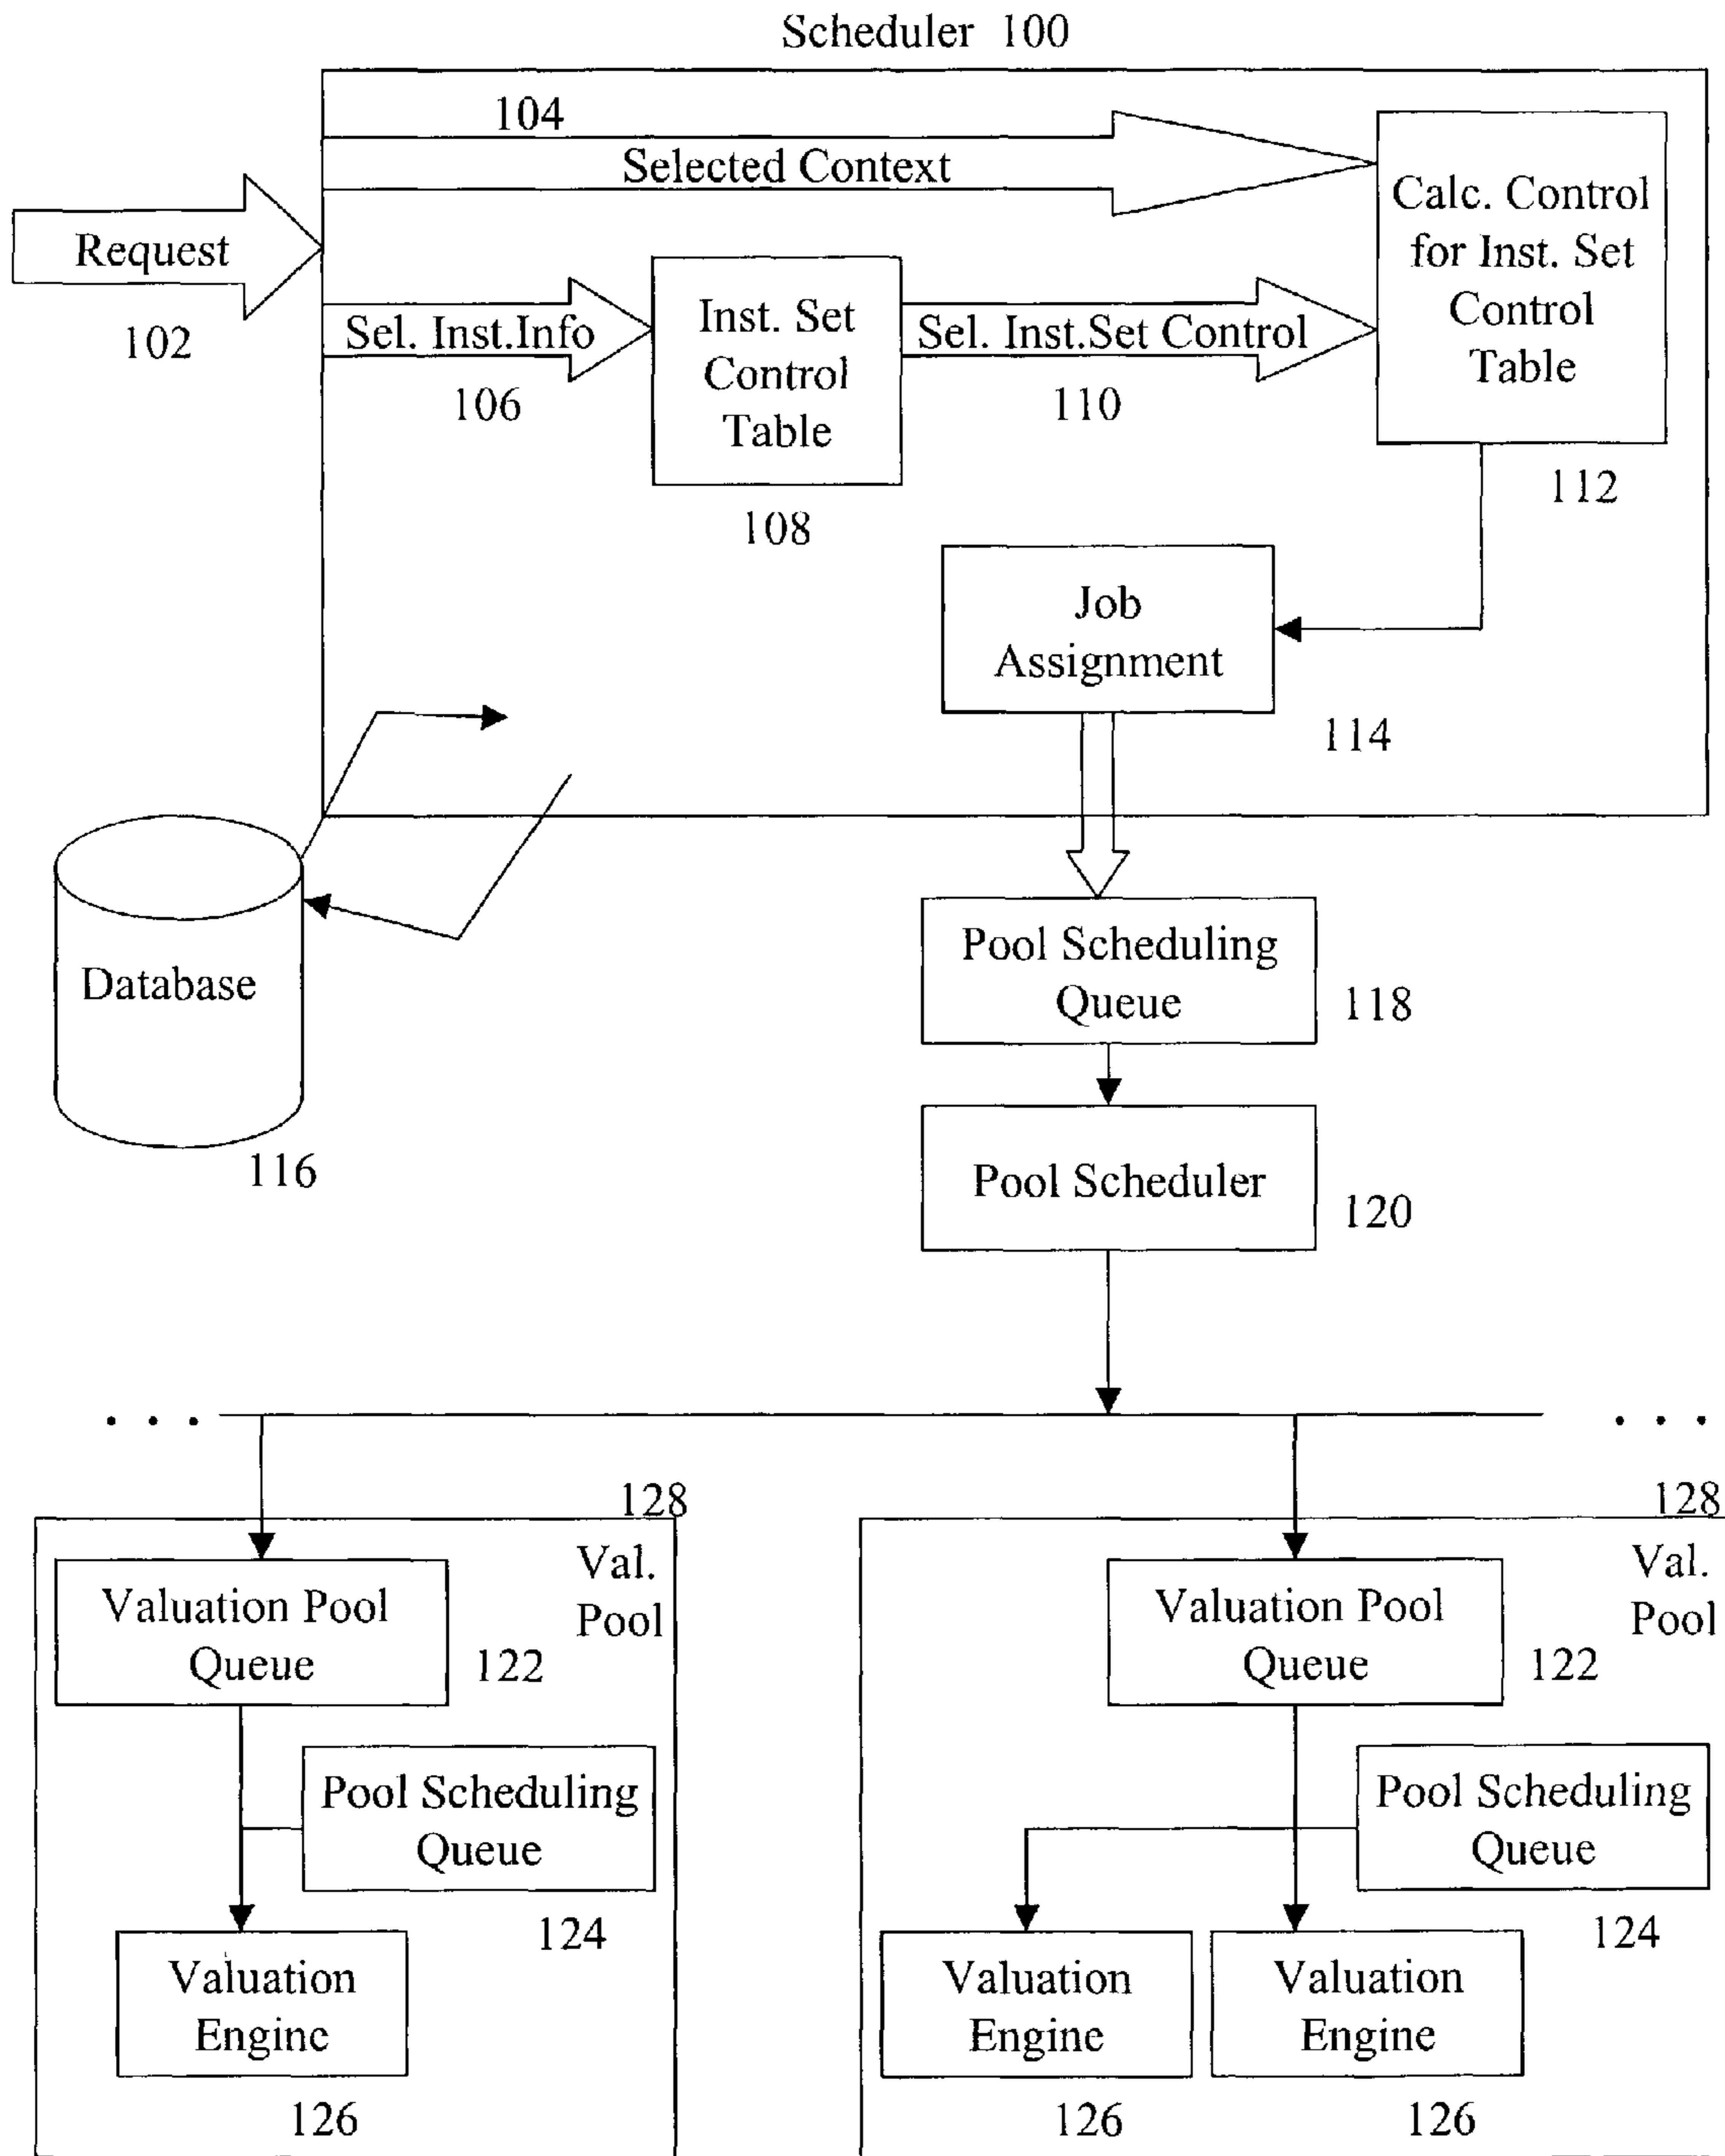 Scheduler 100
104
Selected Context
Request
102
Sel. Inst.Info
106
Inst. Set
Control
Table
108
Sel. Inst.Set Control
110
Calc. Control
for Inst. Set
Control
Table
112
Job
Assignment
114
Database
116
Pool Scheduling
Queue
118
Pool Scheduler
120
. . .
. . .
128
Val.
Pool
Valuation Pool
Queue
122
Pool Scheduling
Queue
124
Valuation
Engine
126
128
Val.
Pool
Valuation Pool
Queue
122
Pool Scheduling
Queue
124
Valuation
Engine
126
Valuation
Engine
126